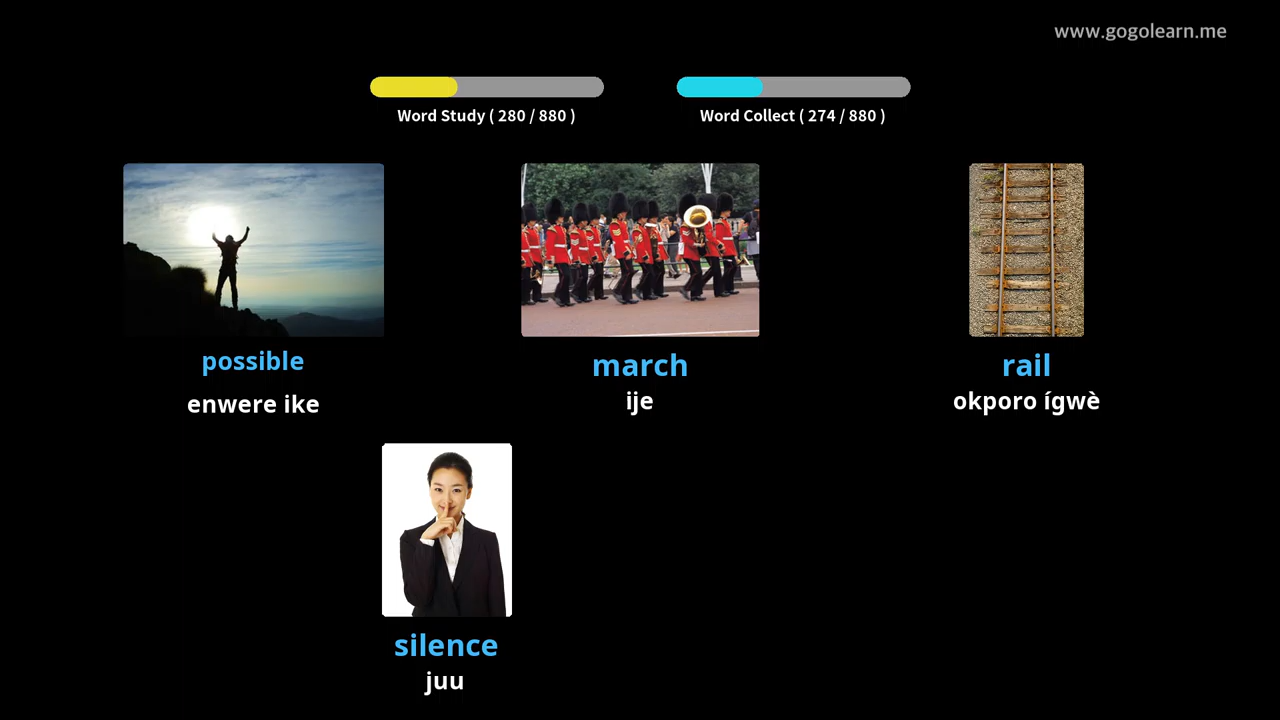 www.gogolearn.me
Word Study ( 280 / 880 )
Word Collect ( 274 / 880 )
possible
enwere ike
march
ije
rail
okporo ígwè
silence
juu